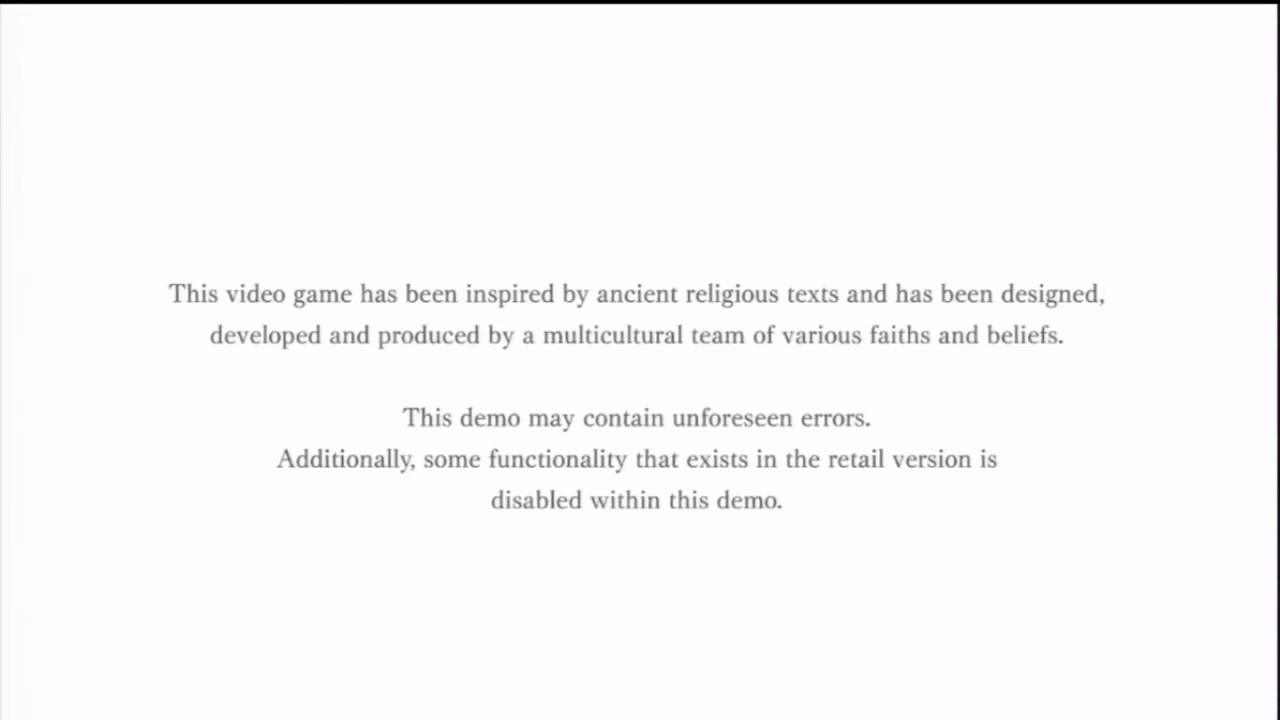 This video game has been inspired by ancient religious texts and has been designed,
developed and produced by a multicultural team of various faiths and beliefs.
This demo may contain unforeseen errors.
Additionally, some functionality that exists in the retail version is
disabled within this demo.